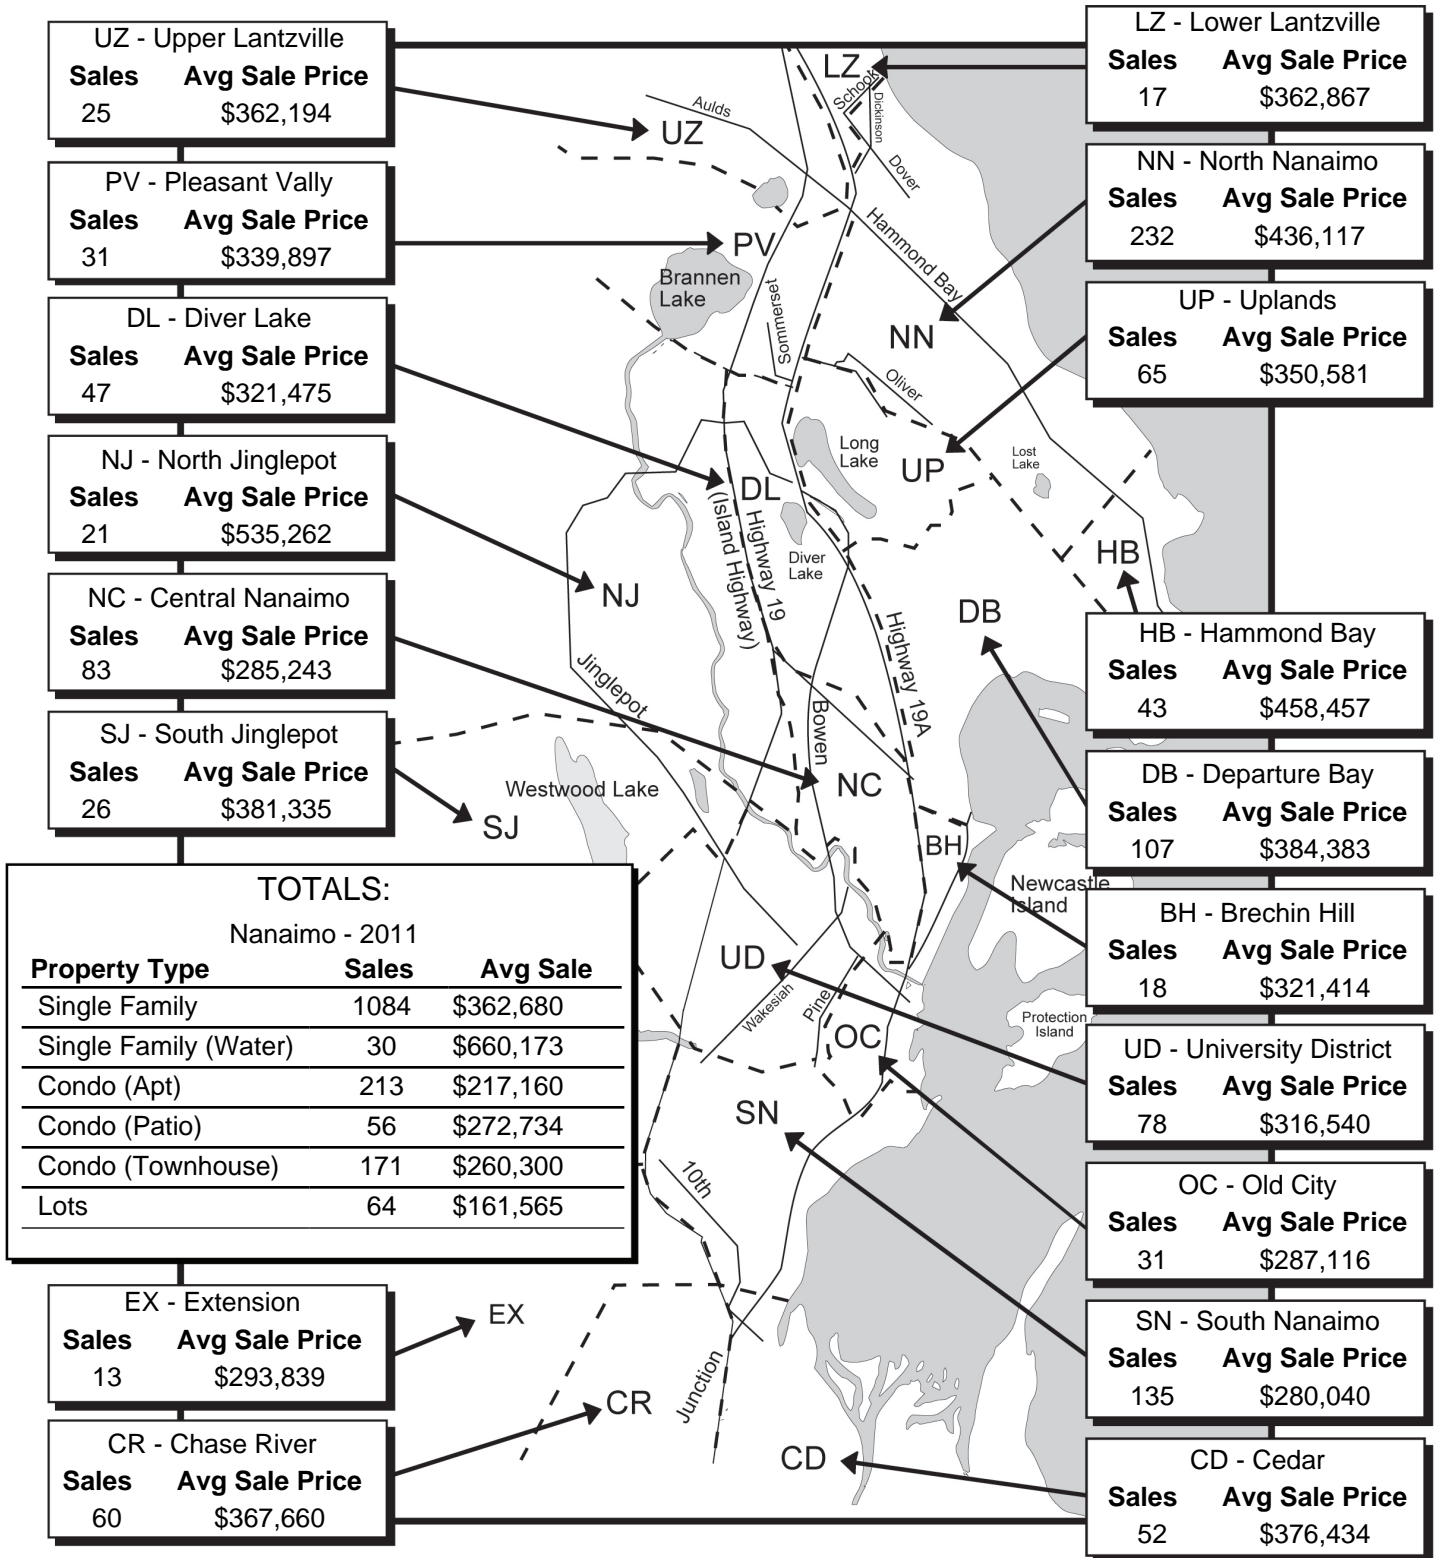 UZ - Upper Lantzville
Sales Avg Sale Price
25 $362,194
PV - Pleasant Vally
Sales Avg Sale Price
31 $339,897
DL - Diver Lake
Sales Avg Sale Price
47 $321,475
NJ - North Jinglepot
Sales Avg Sale Price
21 $535,262
NC - Central Nanaimo
Sales Avg Sale Price
83 $285,243
SJ - South Jinglepot
Sales Avg Sale Price
26 $381,335
TOTALS:
Nanaimo - 2011
Property Type Sales Avg Sale
Single Family 1084 $362,680
Single Family (Water) 30 $660,173
Condo (Apt) 213 $217,160
Condo (Patio) 56 $272,734
Condo (Townhouse) 171 $260,300
Lots 64 $161,565
EX - Extension
Sales Avg Sale Price
13 $293,839
CR - Chase River
Sales Avg Sale Price
60 $367,660
LZ
Schook
Dickinson
Aulds
UZ
Dover
Hammond Bay
PV
Brannen
Lake
Sommerset
NN
Oliver
Long
Lake
UP
Lost
Lake
DL
Highway 19
(Island Highway)
Diver
Lake
HB
NJ
DB
Highway 19A
Jinglepot
Bowen
NC
Westwood Lake
SJ
BH
Newcastle
Island
UD
Wakesiah
Pine
OC
Protection
Island
SN
10th
EX
Junction
CR
CD
LZ - Lower Lantzville
Sales Avg Sale Price
17 $362,867
NN - North Nanaimo
Sales Avg Sale Price
232 $436,117
UP - Uplands
Sales Avg Sale Price
65 $350,581
HB - Hammond Bay
Sales Avg Sale Price
43 $458,457
DB - Departure Bay
Sales Avg Sale Price
107 $384,383
BH - Brechin Hill
Sales Avg Sale Price
18 $321,414
UD - University District
Sales Avg Sale Price
78 $316,540
OC - Old City
Sales Avg Sale Price
31 $287,116
SN - South Nanaimo
Sales Avg Sale Price
135 $280,040
CD - Cedar
Sales Avg Sale Price
52 $376,434